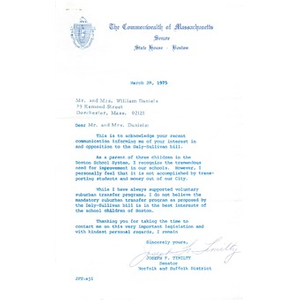 The Commonwealth of Massachusetts
Senate
State House - Boston
March 28, 1975
Mr. and Mrs. William Daniels
Street
Dorchester, Mass. 02125
Dear Mr. and Mrs. Daniels:
This is to acknowledge your recent
communication informing me of your interest in
and opposition to the Daly-Sullivan bill.
As a parent of three children in the
Boston School System, I recognize the tremendous
need for improvement in our schools. However, I
personally feel that it is not accomplished by trans-
porting students and money out of our City.
While I have always supported voluntary
suburban transfer programs, I do not believe the
mandatory suburban transfer program as proposed by
the Daly-Sullivan bill is in the best interests of
the school children of Boston.
Thanking you for taking the time to
contact me on this very important legislation and
with kindest personal regards, I remain
Sincerely yours,
JOSEPH F. TIMILTY
Senator
Norfolk and Suffolk District
JFT:ejt